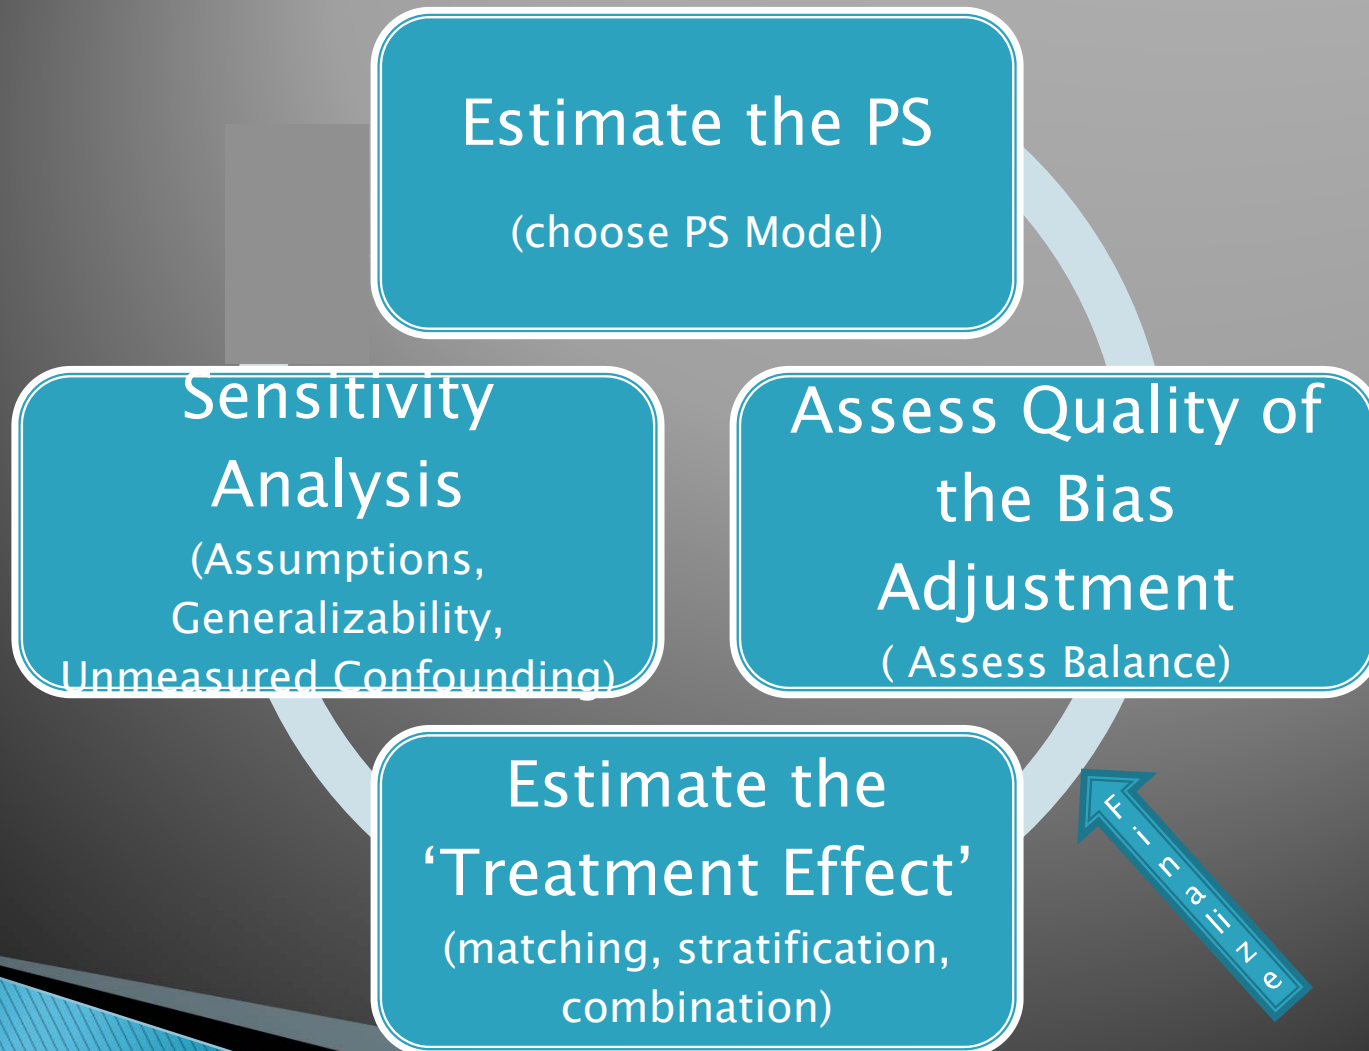 Estimate the PS
(choose PS Model)
Sensitivity
Analysis
(Assumptions,
Generalizability,
Unmeasured Confounding)
Assess Quality of
the Bias
Adjustment
( Assess Balance)
Estimate the
‘Treatment Effect’
(matching, stratification,
combination)
Finalize